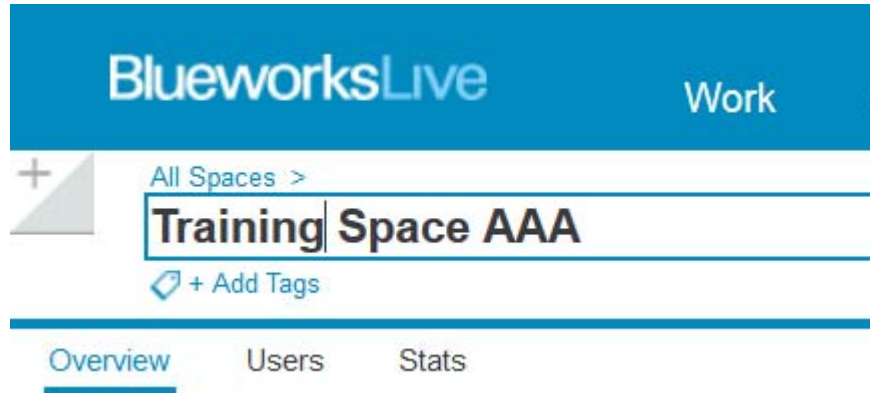 BlueworksLive
Work
All Spaces >
Training Space AAA
+ Add Tags
Overview Users Stats